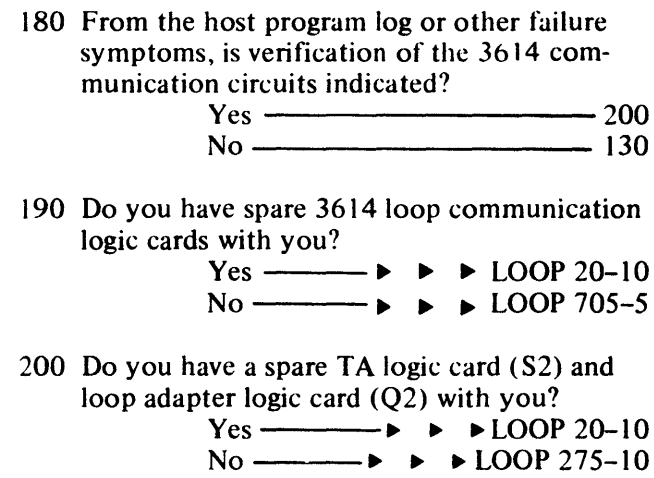 180 From the host program log or other failure
symptoms, is verification of the 3614 com-
munication circuits indicated?
Yes ——— 200
No ——— 130
190 Do you have spare 3614 loop communication
logic cards with you?
Yes ——— ▶ ▶ ▶ LOOP 20–10
No ——— ▶ ▶ ▶ LOOP 705–5
200 Do you have a spare TA logic card (S2) and
loop adapter logic card (Q2) with you?
Yes ——— ▶ ▶ ▶ LOOP 20–10
No ——— ▶ ▶ ▶ LOOP 275–10